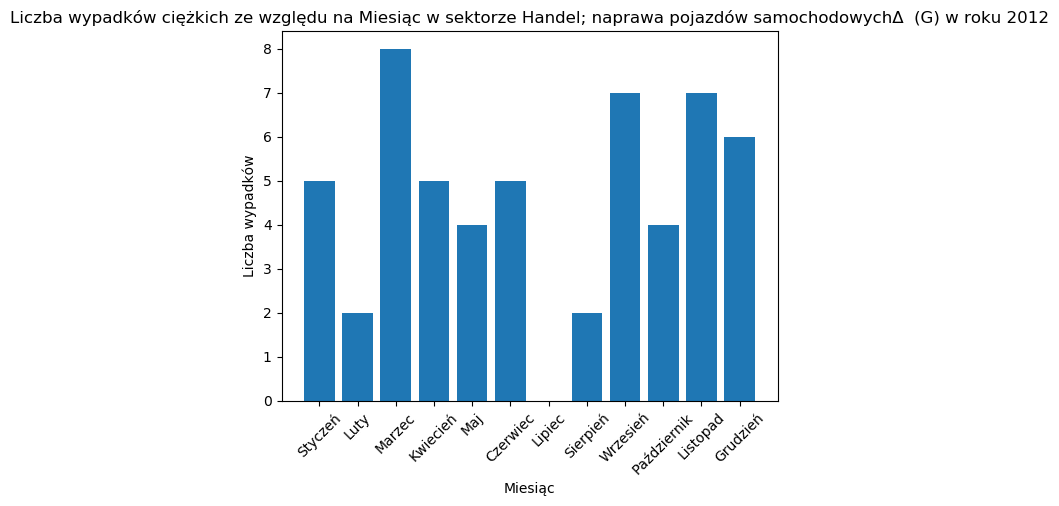 Liczba wypadków ciężkich ze względu na Miesiąc w sektorze Handel; naprawa pojazdów samochodowychΔ  (G) w roku 2012
8
7
6
5
4
3
2
1
0
Liczba wypadków
Styczeń
Luty
Marzec
Kwiecień
Maj
Czerwiec
Lipiec
Sierpień
Wrzesień
Październik
Listopad
Grudzień
Miesiąc